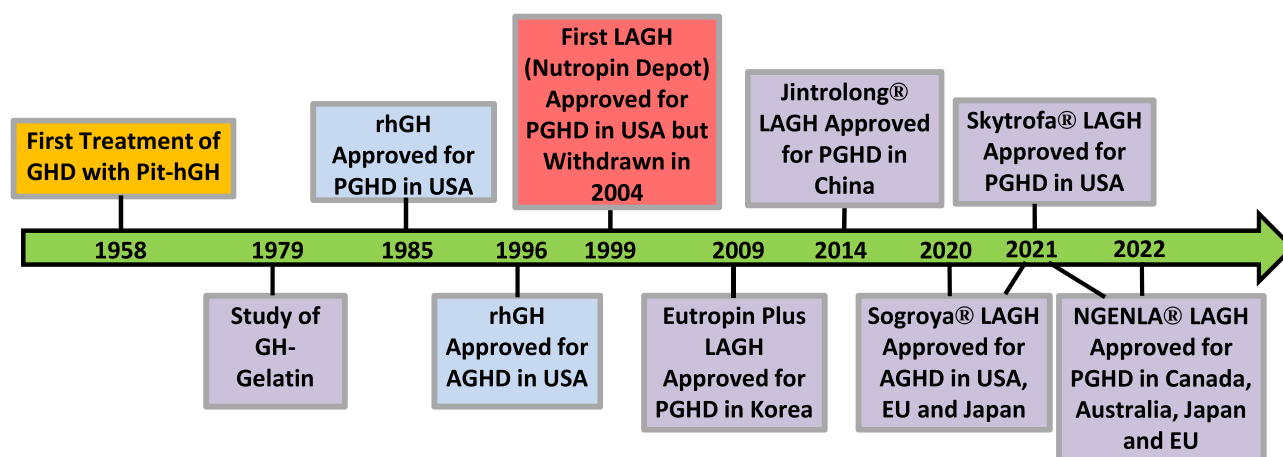 First Treatment of
GHD with Pit-hGH
rhGH
Approved for
PGHD in USA
First LAGH
(Nutropin Depot)
Approved for
PGHD in USA but
Withdrawn in
2004
Jintrolong®
LAGH Approved
for PGHD in
China
Skytrofa® LAGH
Approved for
PGHD in USA
1958
1979
1985
1996
1999
2009
2014
2020
2021
2022
Study of
GH-
Gelatin
rhGH
Approved for
AGHD in USA
Eutropin Plus
LAGH
Approved for
PGHD in Korea
Sogroya® LAGH
Approved for
AGHD in USA,
EU and Japan
NGENLA® LAGH
Approved for
PGHD in Canada,
Australia, Japan
and EU